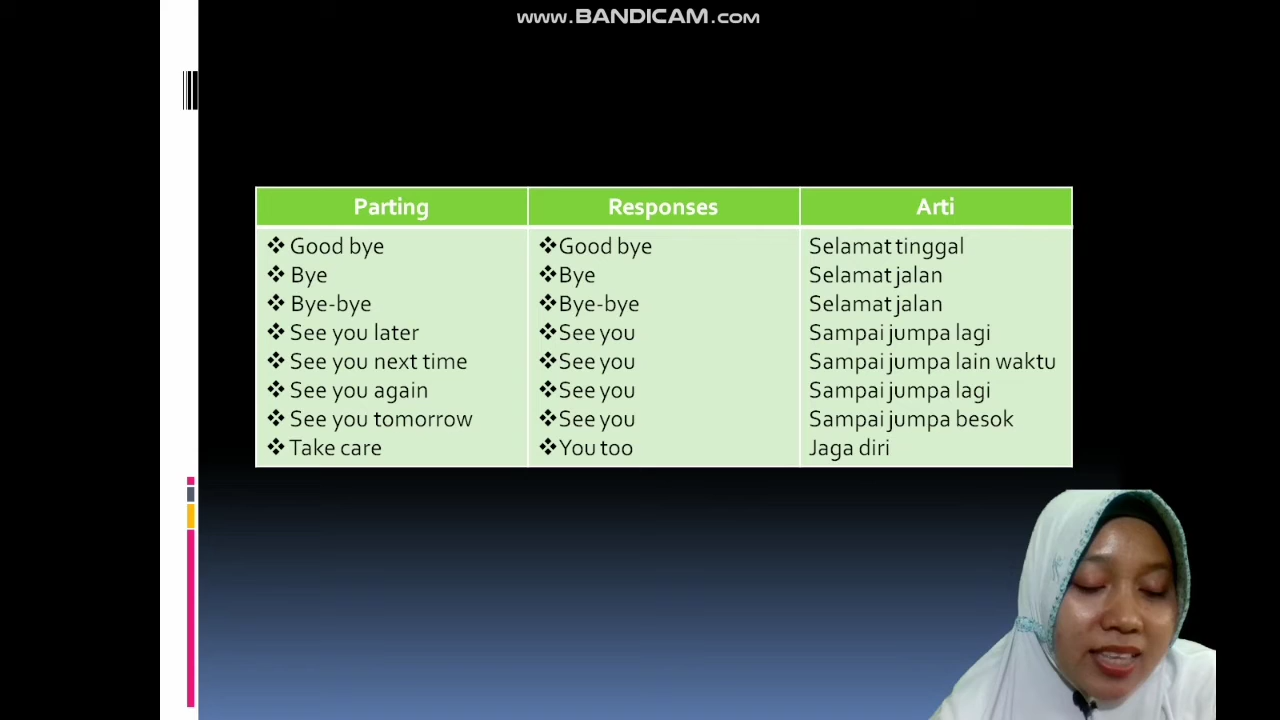 www.BANDICAM.com
Parting Responses Arti
❖ Good bye ❖ Good bye Selamat tinggal
❖ Bye ❖ Bye Selamat jalan
❖ Bye-bye ❖ Bye-bye Selamat jalan
❖ See you later ❖ See you Sampai jumpa lagi
❖ See you next time ❖ See you Sampai jumpa lain waktu
❖ See you again ❖ See you Sampai jumpa lagi
❖ See you tomorrow ❖ See you Sampai jumpa besok
❖ Take care ❖ You too Jaga diri